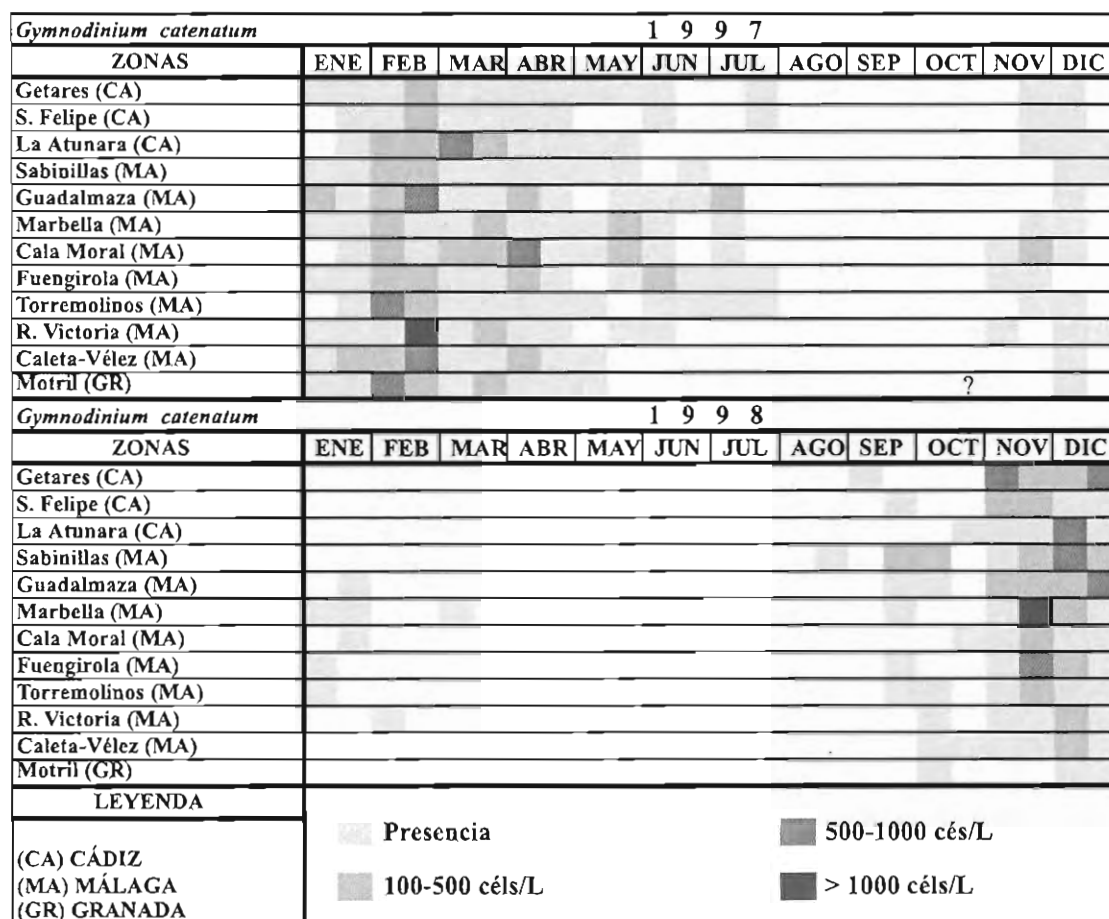 Gymnodinium catenatum 1 9 9 7
ZONAS ENE FEB MAR ABR MAY JUN JUL AGO SEP OCT NOV DIC
Getares (CA)
S. Felipe (CA)
La Atunara (CA)
Sabinillas (MA)
Guadalmaza (MA)
Marbella (MA)
Cala Moral (MA)
Fuengirola (MA)
Torremolinos (MA)
R. Victoria (MA)
Caleta-Vélez (MA)
Motril (GR) ?
Gymnodinium catenatum 1 9 9 8
ZONAS ENE FEB MAR ABR MAY JUN JUL AGO SEP OCT NOV DIC
Getares (CA)
S. Felipe (CA)
La Atunara (CA)
Sabinillas (MA)
Guadalmaza (MA)
Marbella (MA)
Cala Moral (MA)
Fuengirola (MA)
Torremolinos (MA)
R. Victoria (MA)
Caleta-Vélez (MA)
Motril (GR)
LEYENDA
Presencia 500-1000 cés/L
(CA) CÁDIZ
(MA) MÁLAGA 100-500 céls/L > 1000 céls/L
(GR) GRANADA